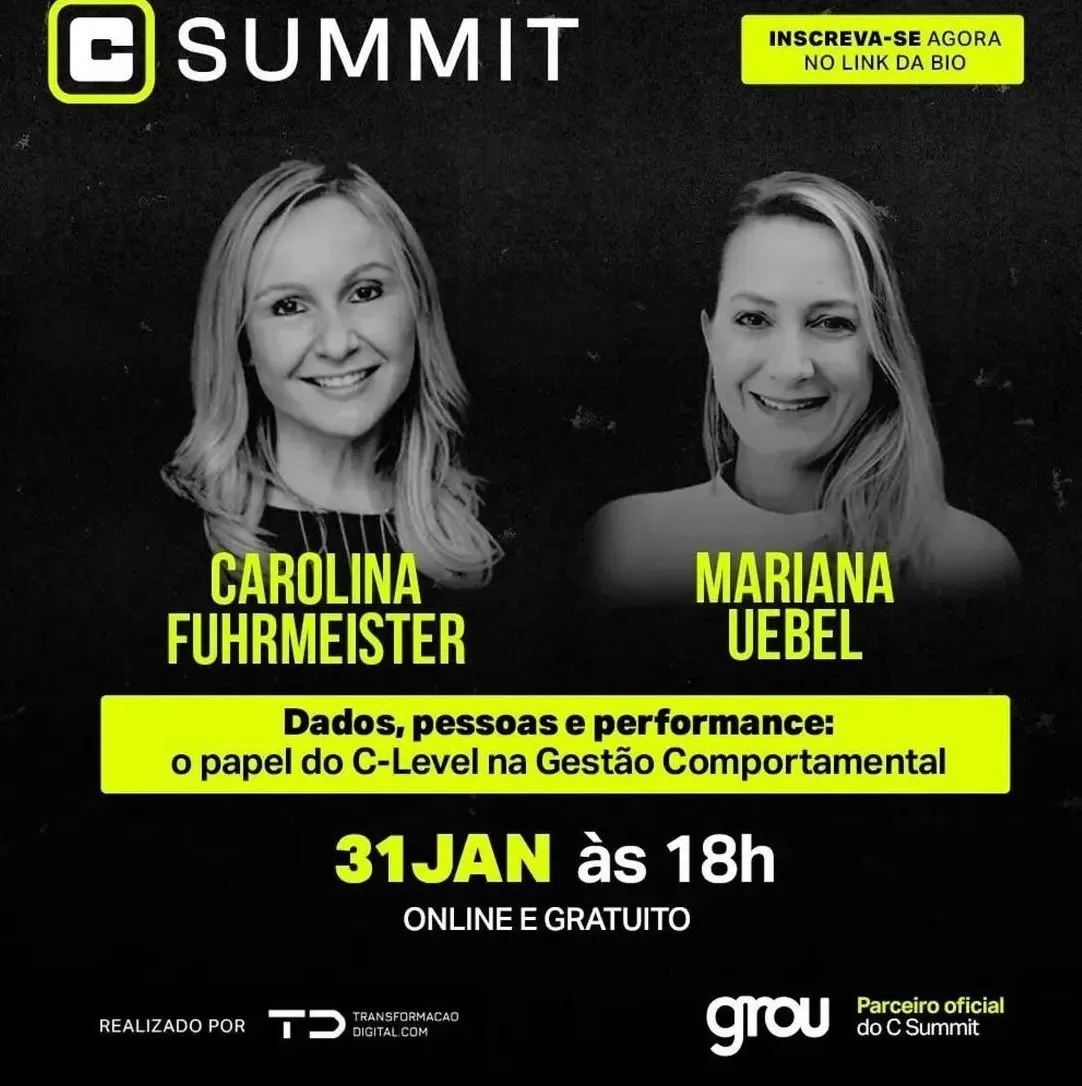 C SUMMIT
INSCREVA-SE AGORA
NO LINK DA BIO
CAROLINA
FUHRMEISTER
MARIANA
UEBEL
Dados, pessoas e performance:
o papel do C-Level na Gestão Comportamental
31JAN às 18h
ONLINE E GRATUITO
REALIZADO POR
TD
TRANSFORMACAO
DIGITAL.COM
grou
Parceiro oficial
do C Summit